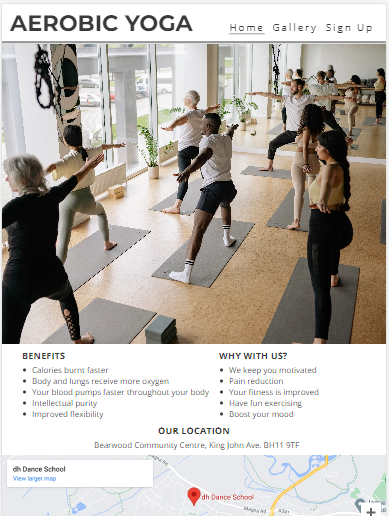 AEROBIC YOGA
Home Gallery Sign Up
BENEFITS
Calories burnt faster
Body and lungs receive more oxygen
Your blood pumps faster throughout your body
Intellectual purity
Improved flexibility
WHY WITH US?
We keep you motivated
Pain reduction
Your fitness is improved
Have fun exercising
Boost your mood
OUR LOCATION
Bearwood Community Centre, King John Ave. BH11 9TF
dh Dance School
View larger map
dh Dance School
Magna Rd
A341
+